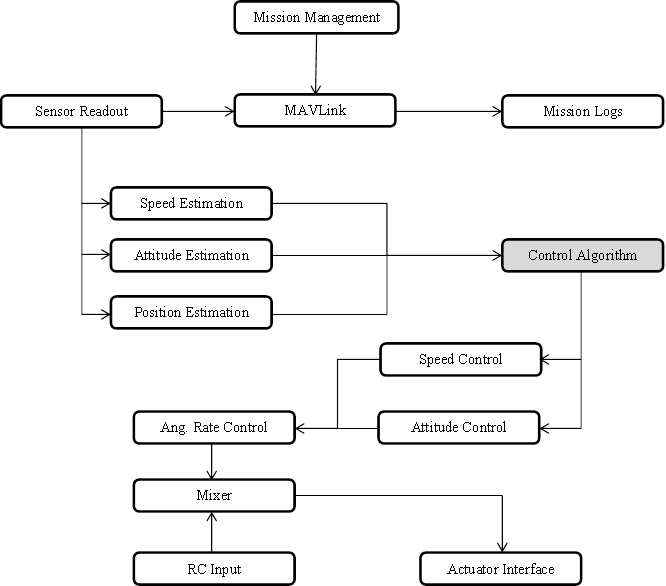 Mission Management
Sensor Readout
MAVLink
Mission Logs
Speed Estimation
Attitude Estimation
Control Algorithm
Position Estimation
Speed Control
Ang. Rate Control
Attitude Control
Mixer
RC Input
Actuator Interface